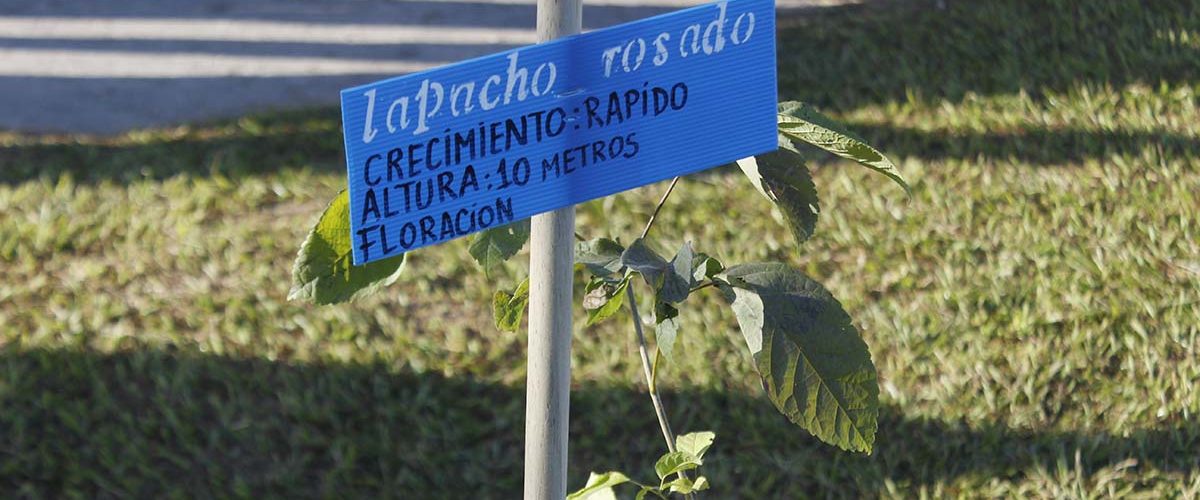 lapacho rosado
CRECIMIENTO: RAPIDO
ALTURA: 10 METROS
FLORACION